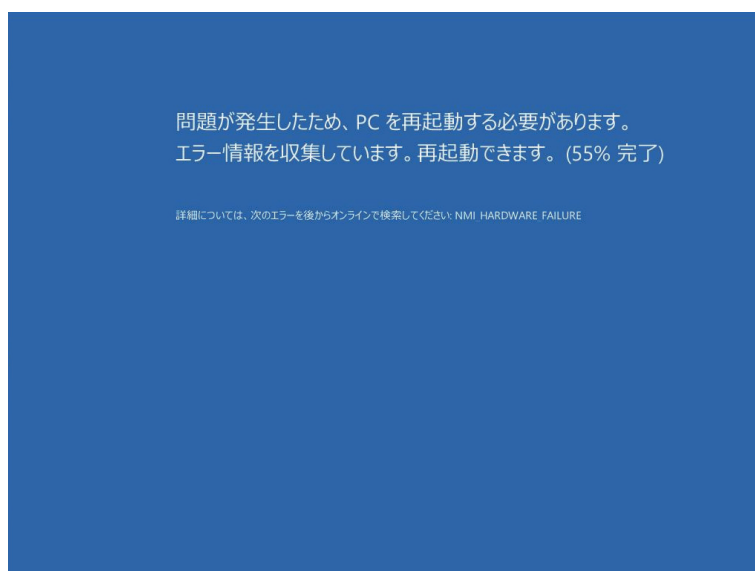 問題が発生したため、PC を再起動する必要があります。
エラー情報を収集しています。再起動できます。 (55% 完了)
詳細については、次のエラーを後からオンラインで検索してください: NMI HARDWARE FAILURE